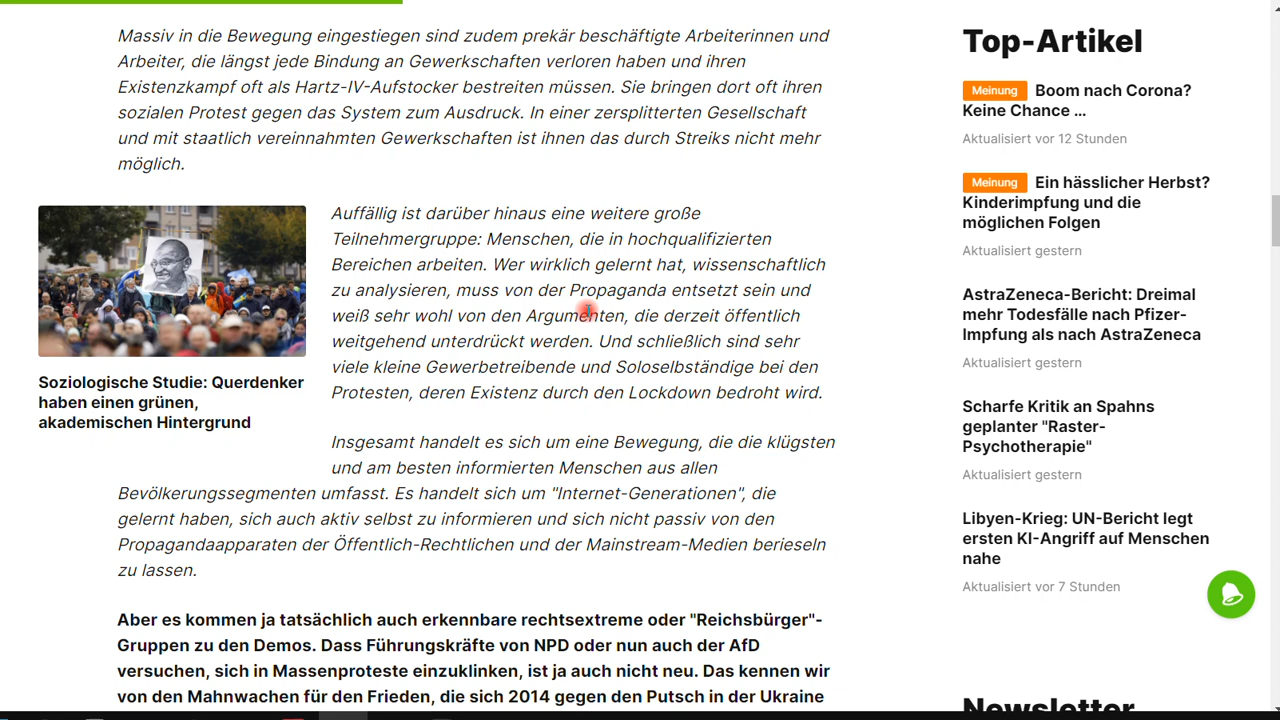 Massiv in die Bewegung eingestiegen sind zudem prekär beschäftigte Arbeiterinnen und
Arbeiter, die längst jede Bindung an Gewerkschaften verloren haben und ihren
Existenzkampf oft als Hartz-IV-Aufstocker bestreiten müssen. Sie bringen dort oft ihren
sozialen Protest gegen das System zum Ausdruck. In einer zersplitterten Gesellschaft
und mit staatlich vereinnahmten Gewerkschaften ist ihnen das durch Streiks nicht mehr
möglich.
Soziologische Studie: Querdenker
haben einen grünen,
akademischen Hintergrund
Auffällig ist darüber hinaus eine weitere große
Teilnehmergruppe: Menschen, die in hochqualifizierten
Bereichen arbeiten. Wer wirklich gelernt hat, wissenschaftlich
zu analysieren, muss von der Propaganda entsetzt sein und
weiß sehr wohl von den Argumenten, die derzeit öffentlich
weitgehend unterdrückt werden. Und schließlich sind sehr
viele kleine Gewerbetreibende und Soloselbständige bei den
Protesten, deren Existenz durch den Lockdown bedroht wird.
Insgesamt handelt es sich um eine Bewegung, die die klügsten
und am besten informierten Menschen aus allen
Bevölkerungssegmenten umfasst. Es handelt sich um "Internet-Generationen", die
gelernt haben, sich auch aktiv selbst zu informieren und sich nicht passiv von den
Propagandaapparaten der Öffentlich-Rechtlichen und der Mainstream-Medien berieseln
zu lassen.
Aber es kommen ja tatsächlich auch erkennbare rechtsextreme oder "Reichsbürger"-
Gruppen zu den Demos. Dass Führungskräfte von NPD oder nun auch der AfD
versuchen, sich in Massenproteste einzuklinken, ist ja auch nicht neu. Das kennen wir
von den Mahnwachen für den Frieden, die sich 2014 gegen den Putsch in der Ukraine
Top-Artikel
Meinung Boom nach Corona?
Keine Chance ...
Aktualisiert vor 12 Stunden
Meinung Ein hässlicher Herbst?
Kinderimpfung und die
möglichen Folgen
Aktualisiert gestern
AstraZeneca-Bericht: Dreimal
mehr Todesfälle nach Pfizer-
Impfung als nach AstraZeneca
Aktualisiert gestern
Scharfe Kritik an Spahns
geplanter "Raster-
Psychotherapie"
Aktualisiert gestern
Libyen-Krieg: UN-Bericht legt
ersten KI-Angriff auf Menschen
nahe
Aktualisiert vor 7 Stunden
Newsletter